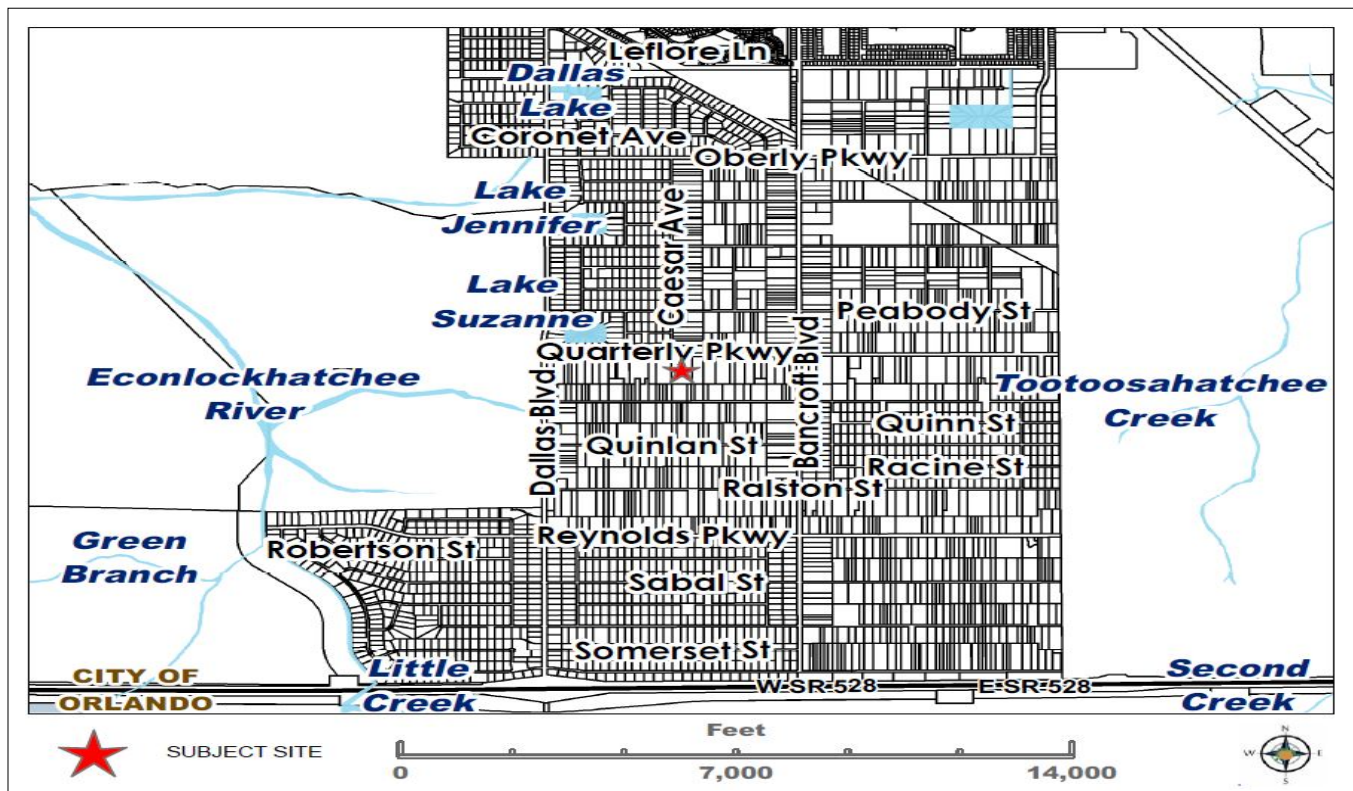 Leflore Ln
Dallas
Lake
Coronet Ave
Oberly Pkwy
Lake
Jennifer
Caesar Ave
Lake
Suzanne
Peabody St
Quarterly Pkwy
Bancroft Blvd
Econlockhatchee
River
Dallas Blvd
Tootoosahatchee
Creek
Quinn St
Quinlan St
Racine St
Ralston St
Reynolds Pkwy
Green
Branch
Robertson St
Sabal St
Somerset St
CITY OF
ORLANDO
Little
Creek
W SR 528
E SR 528
Second
Creek
SUBJECT SITE
Feet
0
7,000
14,000
N
W
E
S